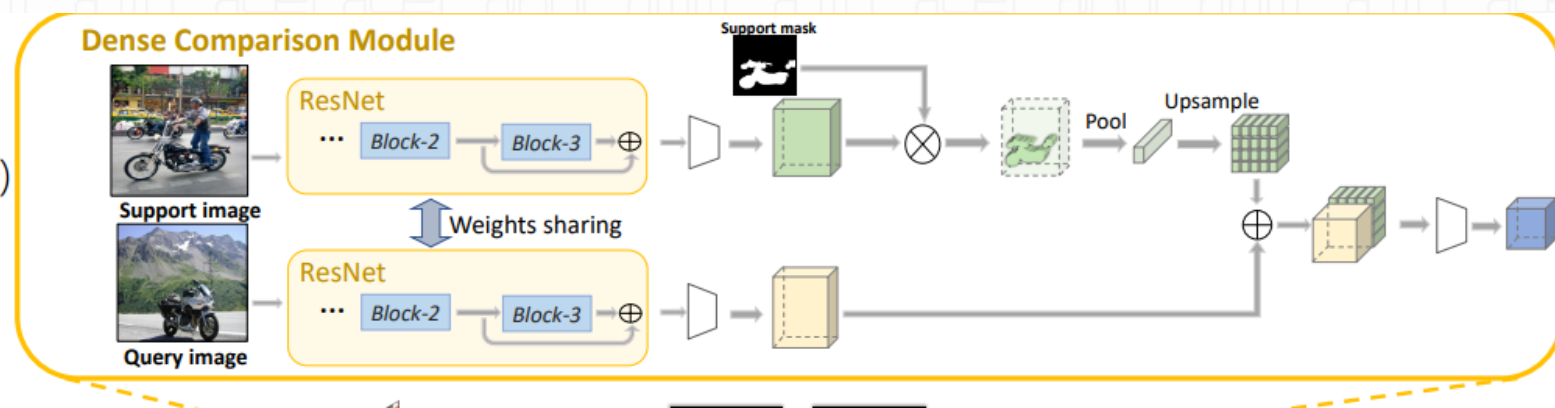 Dense Comparison Module
Support mask
ResNet
... Block-2 Block-3
Pool
Upsample
)
Support image
Weights sharing
ResNet
... Block-2 Block-3
Query image